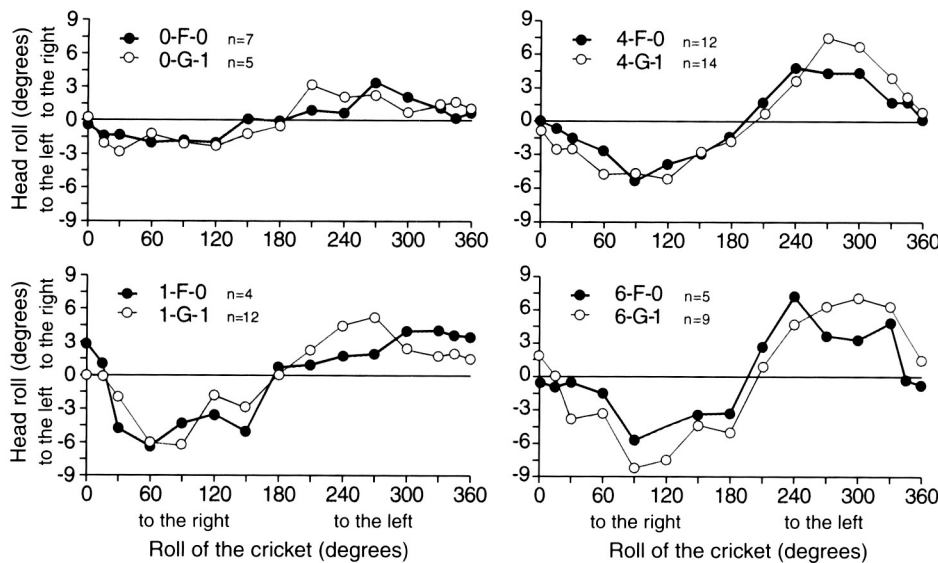 Head roll (degrees)
to the left to the right
9
6
3
0
-3
-6
-9
0-F-0 n=7
0-G-1 n=5
0 60 120 180 240 300 360
9
6
3
0
-3
-6
-9
4-F-0 n=12
4-G-1 n=14
0 60 120 180 240 300 360
Head roll (degrees)
to the left to the right
9
6
3
0
-3
-6
-9
1-F-0 n=4
1-G-1 n=12
0 60 120 180 240 300 360
to the right to the left
Roll of the cricket (degrees)
9
6
3
0
-3
-6
-9
6-F-0 n=5
6-G-1 n=9
0 60 120 180 240 300 360
to the right to the left
Roll of the cricket (degrees)